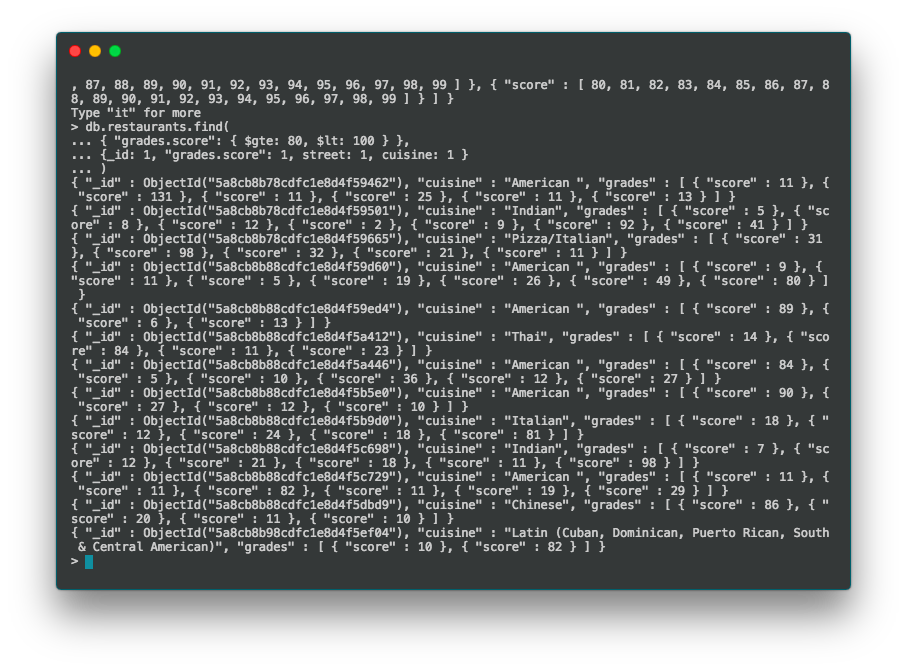 , 87, 88, 89, 90, 91, 92, 93, 94, 95, 96, 97, 98, 99 ] }, { "score" : [ 80, 81, 82, 83, 84, 85, 86, 87, 8
8, 89, 90, 91, 92, 93, 94, 95, 96, 97, 98, 99 ] } ] }
Type "it" for more
> db.restaurants.find(
... { "grades.score": { $gte: 80, $lt: 100 } },
... {_id: 1, "grades.score": 1, street: 1, cuisine: 1 }
... )
{ "_id" : ObjectId("5a8cb8b78cdfc1e8d4f59462"), "cuisine" : "American ", "grades" : [ { "score" : 11 }, {
 "score" : 131 }, { "score" : 11 }, { "score" : 25 }, { "score" : 11 }, { "score" : 13 } ] }
{ "_id" : ObjectId("5a8cb8b88cdfc1e8d4f59501"), "cuisine" : "Indian", "grades" : [ { "score" : 5 }, { "sc
ore" : 8 }, { "score" : 12 }, { "score" : 2 }, { "score" : 9 }, { "score" : 92 }, { "score" : 41 } ] }
{ "_id" : ObjectId("5a8cb8b88cdfc1e8d4f59665"), "cuisine" : "Pizza/Italian", "grades" : [ { "score" : 31
}, { "score" : 98 }, { "score" : 32 }, { "score" : 21 }, { "score" : 11 } ] }
{ "_id" : ObjectId("5a8cb8b88cdfc1e8d4f59d60"), "cuisine" : "American ", "grades" : [ { "score" : 9 }, {
"score" : 11 }, { "score" : 5 }, { "score" : 19 }, { "score" : 26 }, { "score" : 49 }, { "score" : 80 } ]
 }
{ "_id" : ObjectId("5a8cb8b88cdfc1e8d4f59ed4"), "cuisine" : "American ", "grades" : [ { "score" : 89 }, {
 "score" : 6 }, { "score" : 13 } ] }
{ "_id" : ObjectId("5a8cb8b88cdfc1e8d4f5a412"), "cuisine" : "Thai", "grades" : [ { "score" : 14 }, { "sco
re" : 84 }, { "score" : 11 }, { "score" : 23 } ] }
{ "_id" : ObjectId("5a8cb8b88cdfc1e8d4f5a446"), "cuisine" : "American ", "grades" : [ { "score" : 84 }, {
 "score" : 5 }, { "score" : 10 }, { "score" : 36 }, { "score" : 12 }, { "score" : 27 } ] }
{ "_id" : ObjectId("5a8cb8b88cdfc1e8d4f5b5e0"), "cuisine" : "American ", "grades" : [ { "score" : 90 }, {
 "score" : 27 }, { "score" : 12 }, { "score" : 10 } ] }
{ "_id" : ObjectId("5a8cb8b88cdfc1e8d4f5b9d0"), "cuisine" : "Italian", "grades" : [ { "score" : 18 }, { "
score" : 12 }, { "score" : 24 }, { "score" : 18 }, { "score" : 81 } ] }
{ "_id" : ObjectId("5a8cb8b88cdfc1e8d4f5c698"), "cuisine" : "Indian", "grades" : [ { "score" : 7 }, { "sc
ore" : 12 }, { "score" : 21 }, { "score" : 18 }, { "score" : 11 }, { "score" : 98 } ] }
{ "_id" : ObjectId("5a8cb8b88cdfc1e8d4f5c729"), "cuisine" : "American ", "grades" : [ { "score" : 11 }, {
 "score" : 11 }, { "score" : 82 }, { "score" : 11 }, { "score" : 19 }, { "score" : 29 } ] }
{ "_id" : ObjectId("5a8cb8b88cdfc1e8d4f5dbd9"), "cuisine" : "Chinese", "grades" : [ { "score" : 86 }, { "
score" : 20 }, { "score" : 11 }, { "score" : 10 } ] }
{ "_id" : ObjectId("5a8cb8b98cdfc1e8d4f5ef04"), "cuisine" : "Latin (Cuban, Dominican, Puerto Rican, South
 & Central American)", "grades" : [ { "score" : 10 }, { "score" : 82 } ] }
>